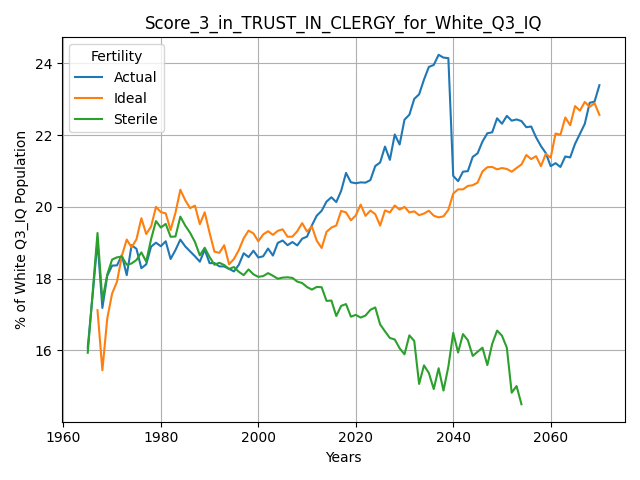 Score_3_in_TRUST_IN_CLERGY_for_White_Q3_IQ
Fertility
Actual
Ideal
Sterile
% of White Q3_IQ Population
24
22
20
18
16
1960 1980 2000 2020 2040 2060
Years